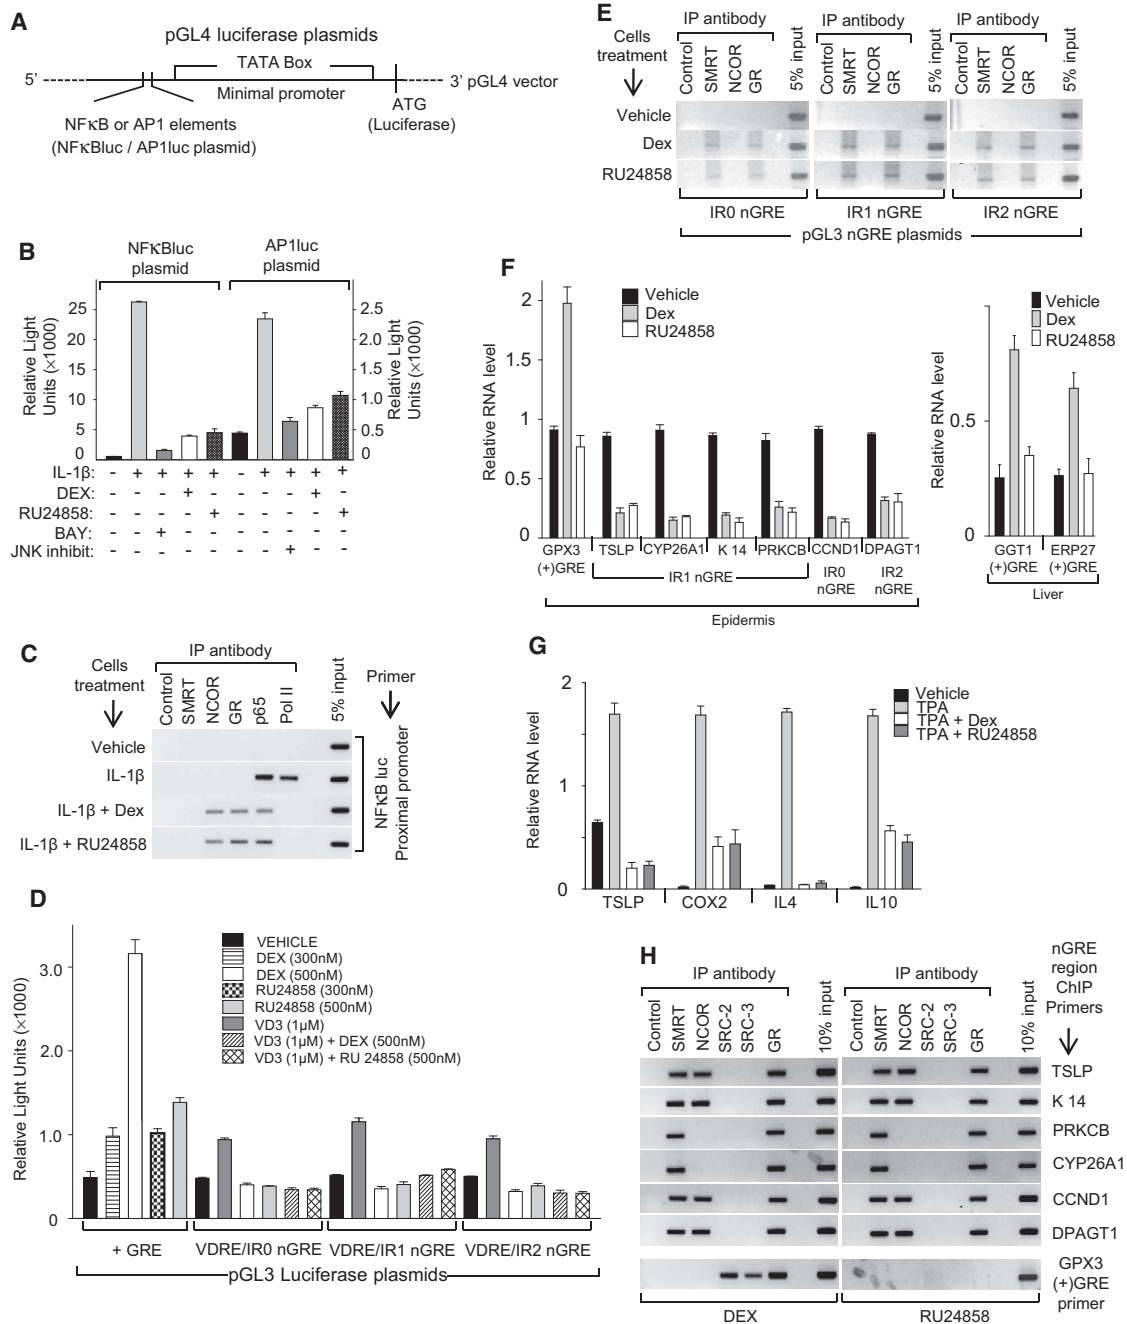 A
pGL4 luciferase plasmids
TATA Box
5'
3' pGL4 vector
Minimal promoter
ATG
(Luciferase)
NFκB or AP1 elements
(NFκBluc / AP1luc plasmid)
B
NFκBluc
plasmid
AP1luc
plasmid
Relative Light
Units (×1000)
25
20
15
10
5
0
2.5
2.0
1.5
1.0
0.5
0
Relative Light
Units (×1000)
IL-1β: - + + + + - + + + +
DEX: - - - + - - - - + -
RU24858: - - - - + - - - - +
BAY: - - + - - - - - - -
JNK inhibit: - - - - - - - + - -
C
IP antibody
Cells
treatment
Control
SMRT
NCOR
GR
p65
Pol II
5% input
Primer
Vehicle
IL-1β
IL-1β + Dex
IL-1β + RU24858
NFκB luc
Proximal promoter
D
Relative Light Units (×1000)
3.0
2.0
1.0
0
VEHICLE
DEX (300nM)
DEX (500nM)
RU24858 (300nM)
RU24858 (500nM)
VD3 (1µM)
VD3 (1µM) + DEX (500nM)
VD3 (1µM) + RU 24858 (500nM)
+ GRE
VDRE/IR0 nGRE
VDRE/IR1 nGRE
VDRE/IR2 nGRE
pGL3 Luciferase plasmids
E
Cells
treatment
IP antibody
Control
SMRT
NCOR
GR
5% input
IP antibody
Control
SMRT
NCOR
GR
5% input
IP antibody
Control
SMRT
NCOR
GR
5% input
Vehicle
Dex
RU24858
IR0 nGRE
IR1 nGRE
IR2 nGRE
pGL3 nGRE plasmids
F
Relative RNA level
2
1.5
1
0.5
0
Vehicle
Dex
RU24858
GPX3
(+)GRE
TSLP
CYP26A1
K 14
PRKCB
CCND1
DPAGT1
IR1 nGRE
IR0
nGRE
IR2
nGRE
Epidermis
Relative RNA level
0.5
0
Vehicle
Dex
RU24858
GGT1
(+)GRE
ERP27
(+)GRE
Liver
G
Relative RNA level
2
1
0
Vehicle
TPA
TPA + Dex
TPA + RU24858
TSLP
COX2
IL4
IL10
H
IP antibody
Control
SMRT
NCOR
SRC-2
SRC-3
GR
10% input
IP antibody
Control
SMRT
NCOR
SRC-2
SRC-3
GR
10% input
nGRE
region
ChIP
Primers
TSLP
K 14
PRKCB
CYP26A1
CCND1
DPAGT1
GPX3
(+)GRE
primer
DEX
RU24858